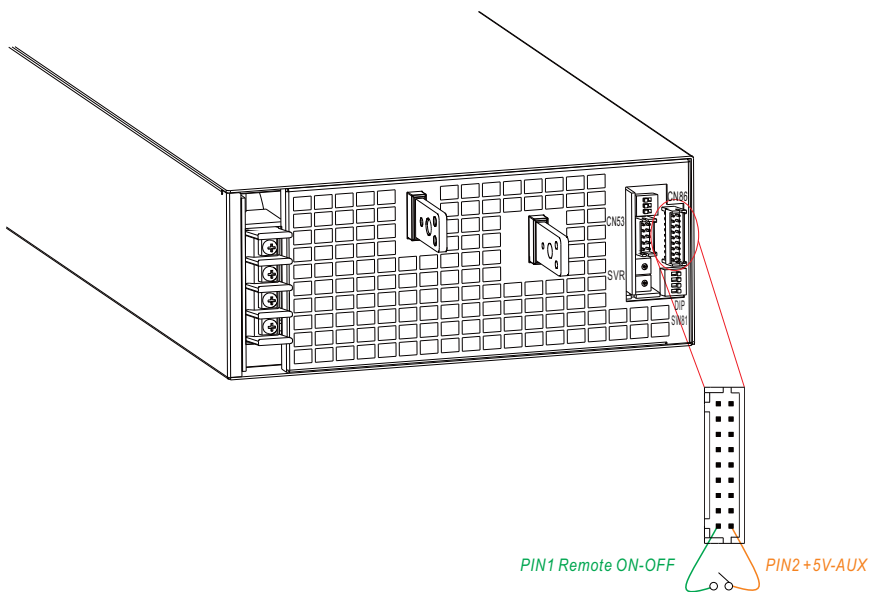 CN86
CN53
SVR
DIP
SW81
PIN1 Remote ON-OFF
PIN2 +5V-AUX